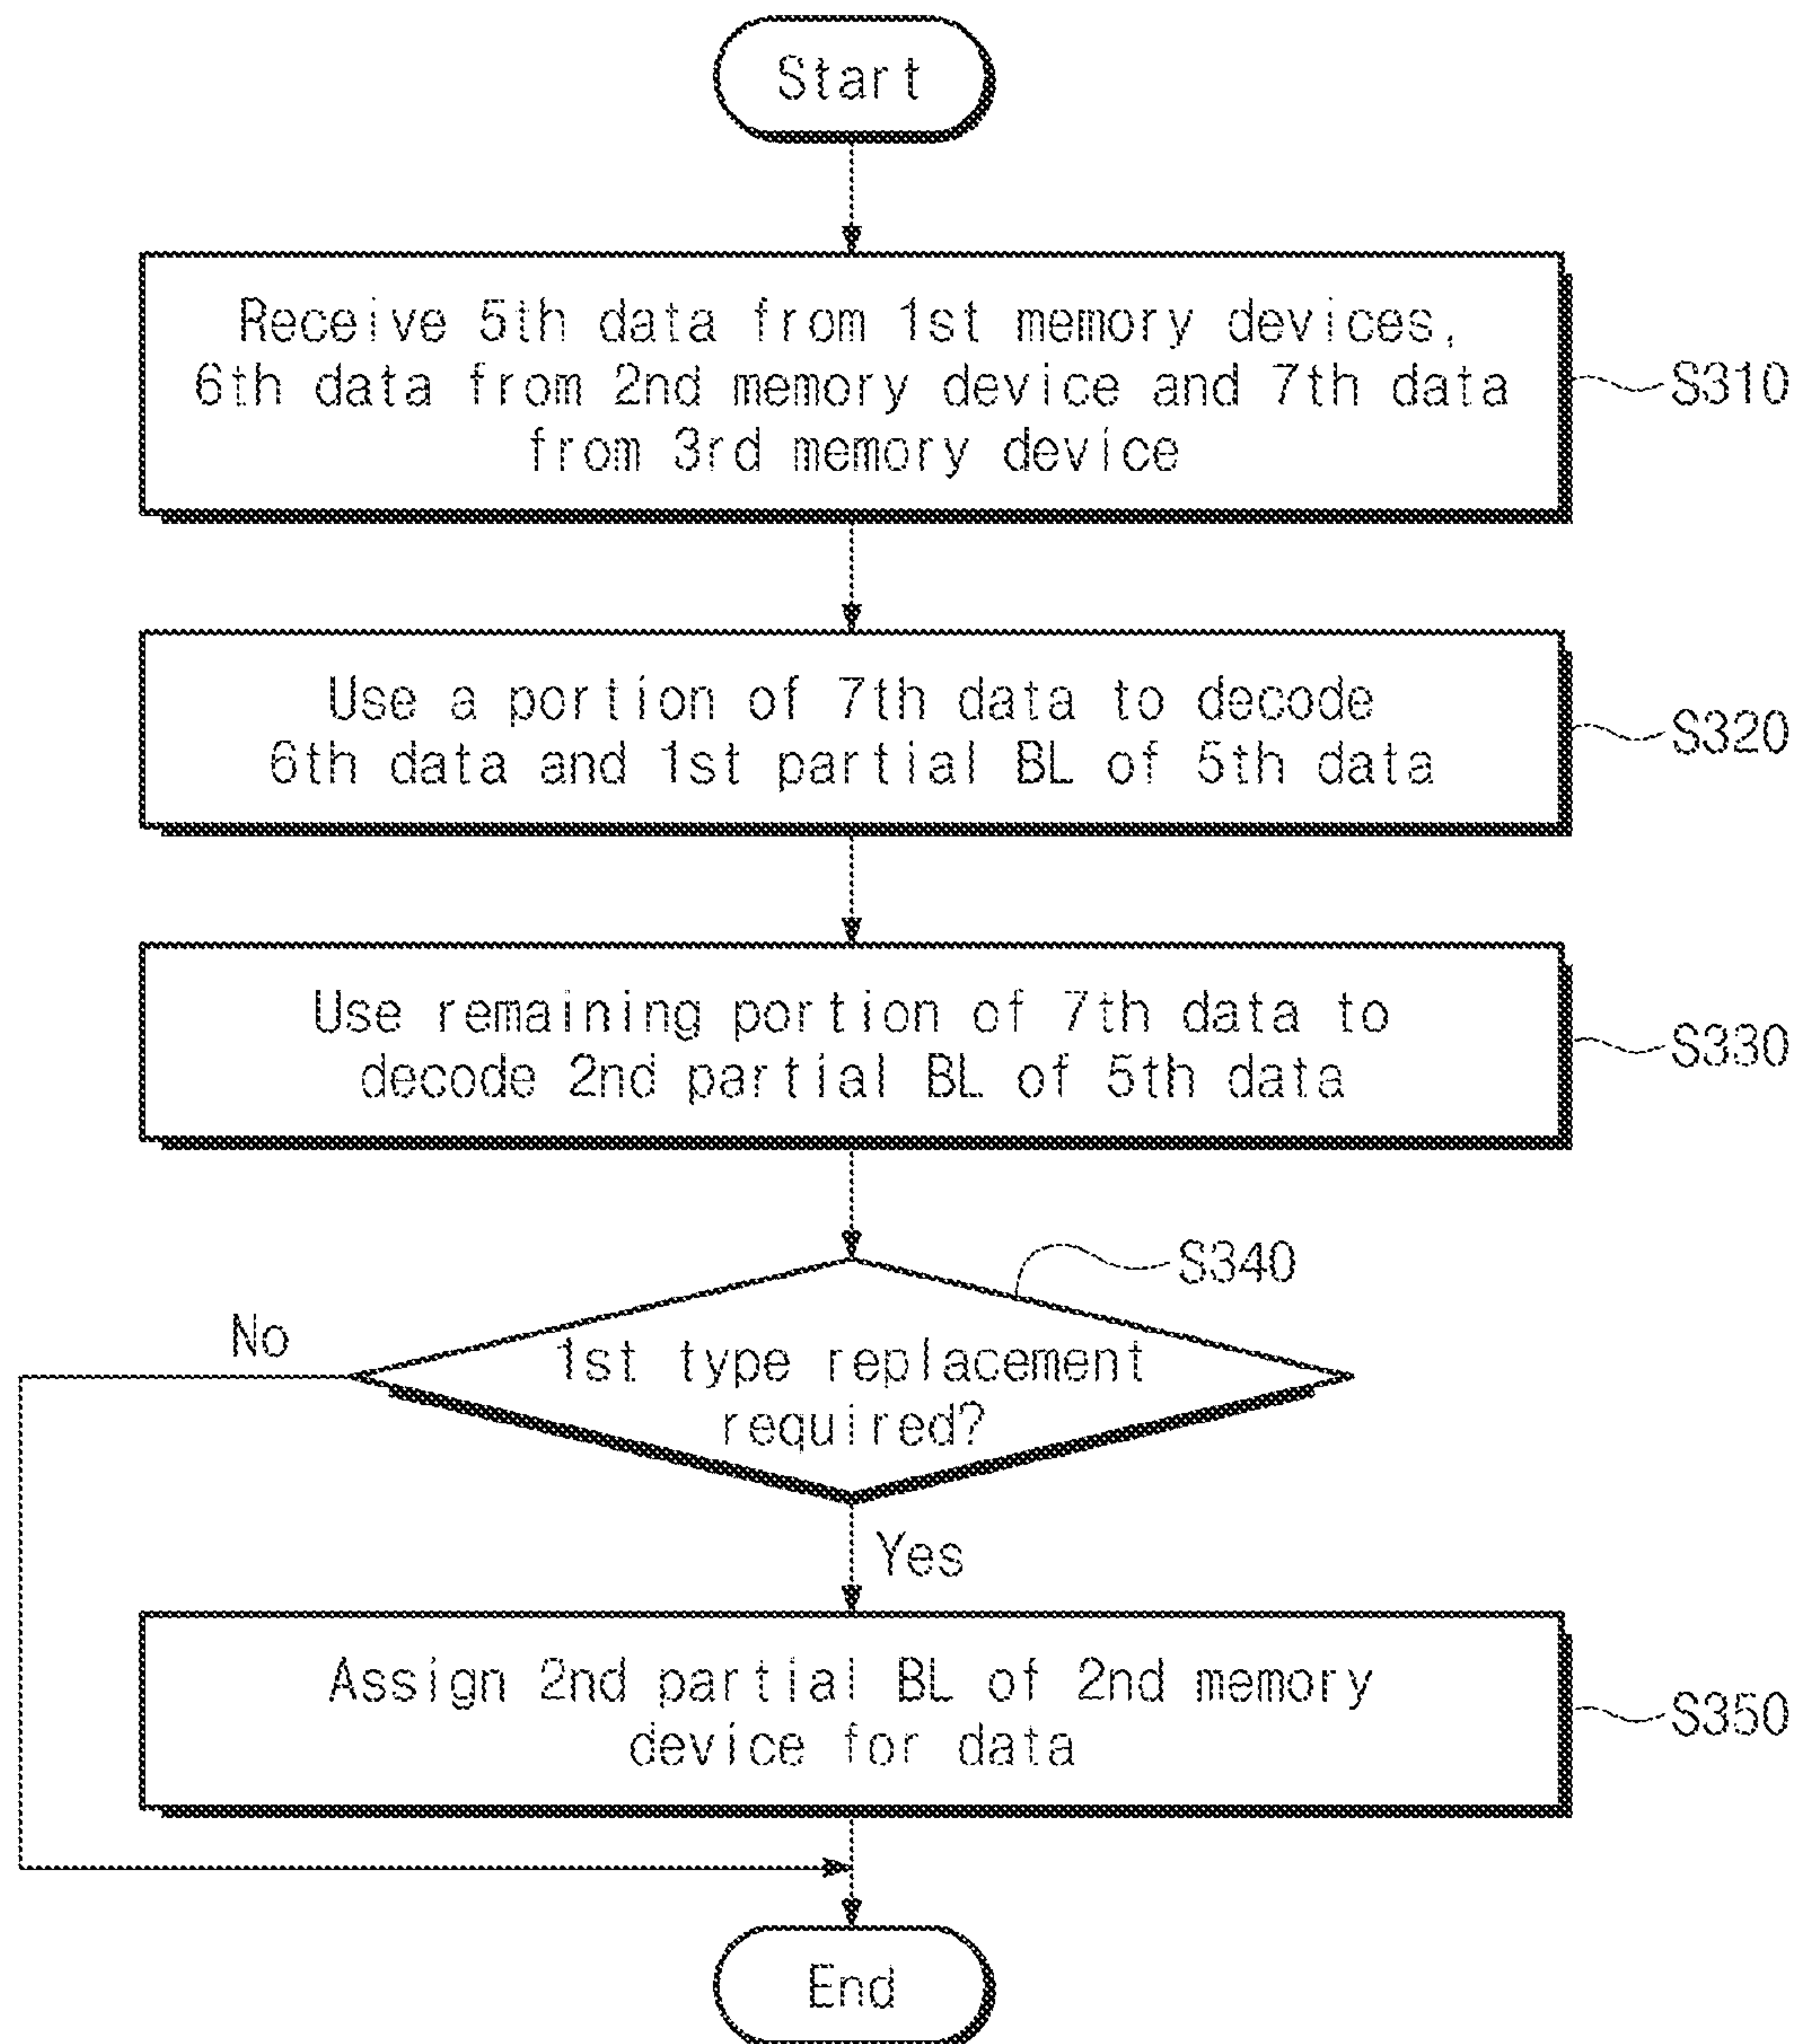 Start
Receive 5th data from 1st memory devices,
6th data from 2nd memory device and 7th data
from 3rd memory device
S310
Use a portion of 7th data to decode
6th data and 1st partial BL of 5th data
S320
Use remaining portion of 7th data to
decode 2nd partial BL of 5th data
S330
S340
No
1st type replacement
required?
Yes
Assign 2nd partial BL of 2nd memory
device for data
S350
End